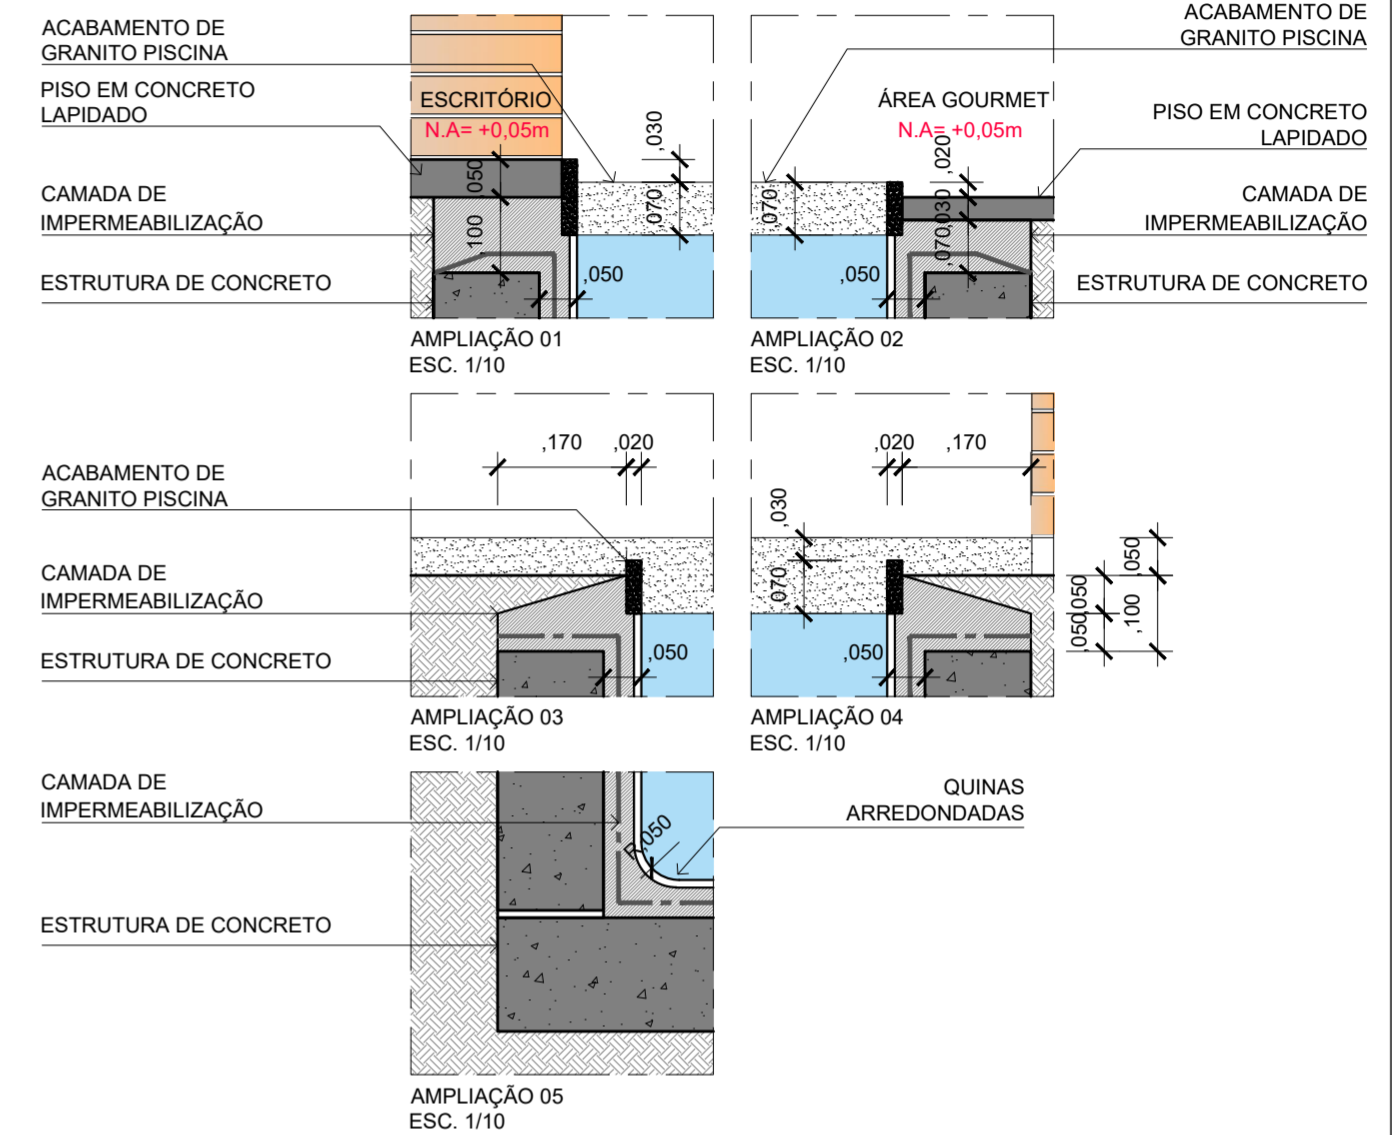 ACABAMENTO DE
GRANITO PISCINA
PISO EM CONCRETO
LAPIDADO
CAMADA DE
IMPERMEABILIZAÇÃO
ESTRUTURA DE CONCRETO
ESCRITÓRIO
N.A= +0,05m
,050
,100
,030
,070
,050
AMPLIAÇÃO 01
ESC. 1/10
ACABAMENTO DE
GRANITO PISCINA
ÁREA GOURMET
N.A= +0,05m
PISO EM CONCRETO
LAPIDADO
CAMADA DE
IMPERMEABILIZAÇÃO
ESTRUTURA DE CONCRETO
,070
,020
,030
,070
,050
AMPLIAÇÃO 02
ESC. 1/10
ACABAMENTO DE
GRANITO PISCINA
CAMADA DE
IMPERMEABILIZAÇÃO
ESTRUTURA DE CONCRETO
,170
,020
,050
AMPLIAÇÃO 03
ESC. 1/10
,020
,170
,030
,070
,050
,050
,050
,050
,100
AMPLIAÇÃO 04
ESC. 1/10
CAMADA DE
IMPERMEABILIZAÇÃO
ESTRUTURA DE CONCRETO
QUINAS
ARREDONDADAS
R,050
AMPLIAÇÃO 05
ESC. 1/10